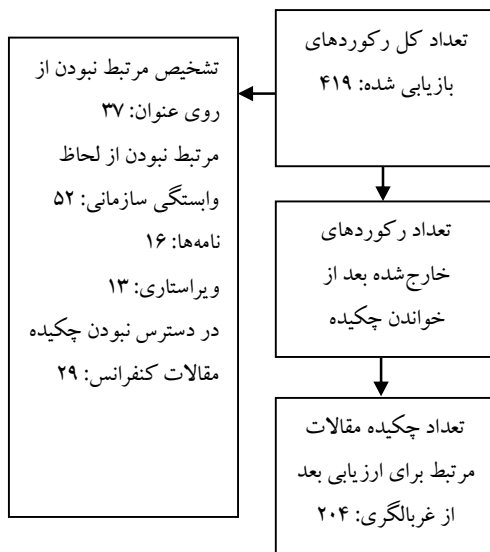 تعداد کل رکوردهای
بازیابی شده: ۴۱۹
تشخیص مرتبط نبودن از
روی عنوان: ۳۷
مرتبط نبودن از لحاظ
وابستگی سازمانی: ۵۲
نامه‌ها: ۱۶
ویراستاری: ۱۳
در دسترس نبودن چکیده
مقالات کنفرانس: ۲۹
تعداد رکوردهای
خارج‌شده بعد از
خواندن چکیده
تعداد چکیده مقالات
مرتبط برای ارزیابی بعد
از غربالگری: ۲۰۴